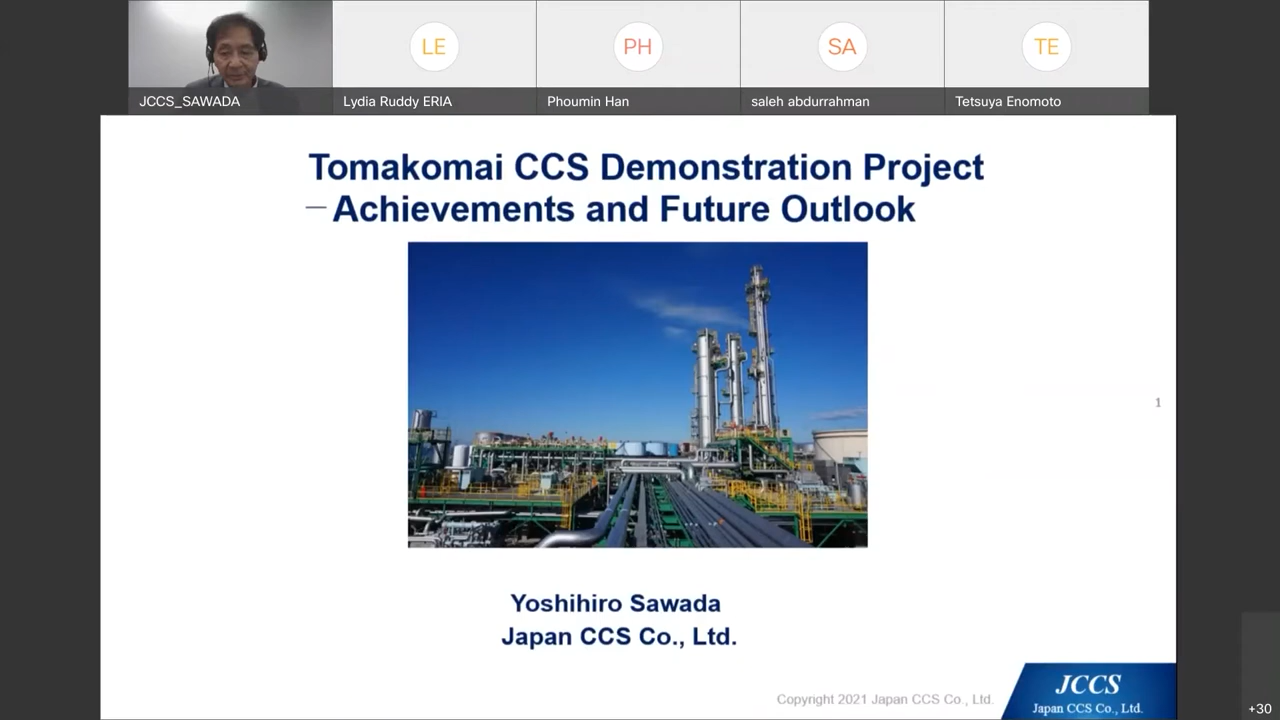 LE
PH
SA
TE
JCCS_SAWADA
Lydia Ruddy ERIA
Phoumin Han
saleh abdurrahman
Tetsuya Enomoto
Tomakomai CCS Demonstration Project
—Achievements and Future Outlook
1
Yoshihiro Sawada
Japan CCS Co., Ltd.
Copyright 2021 Japan CCS Co., Ltd.
JCCS
Japan CCS Co., Ltd.
+30